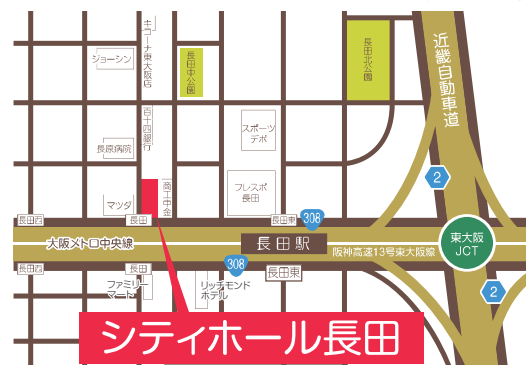 キコーナ東大阪店
ジョーシン
長田中公園
長田北公園
近畿自動車道
百十四銀行
長原病院
スポーツ
デポ
2
商工中金
マツダ
フレスポ
長田
長田西
長田
長田東
308
大阪メトロ中央線
長田駅
阪神高速13号東大阪線
東大阪
JCT
長田西
長田
308
長田東
ファミリー
マート
リッチモンド
ホテル
2
シティホール長田